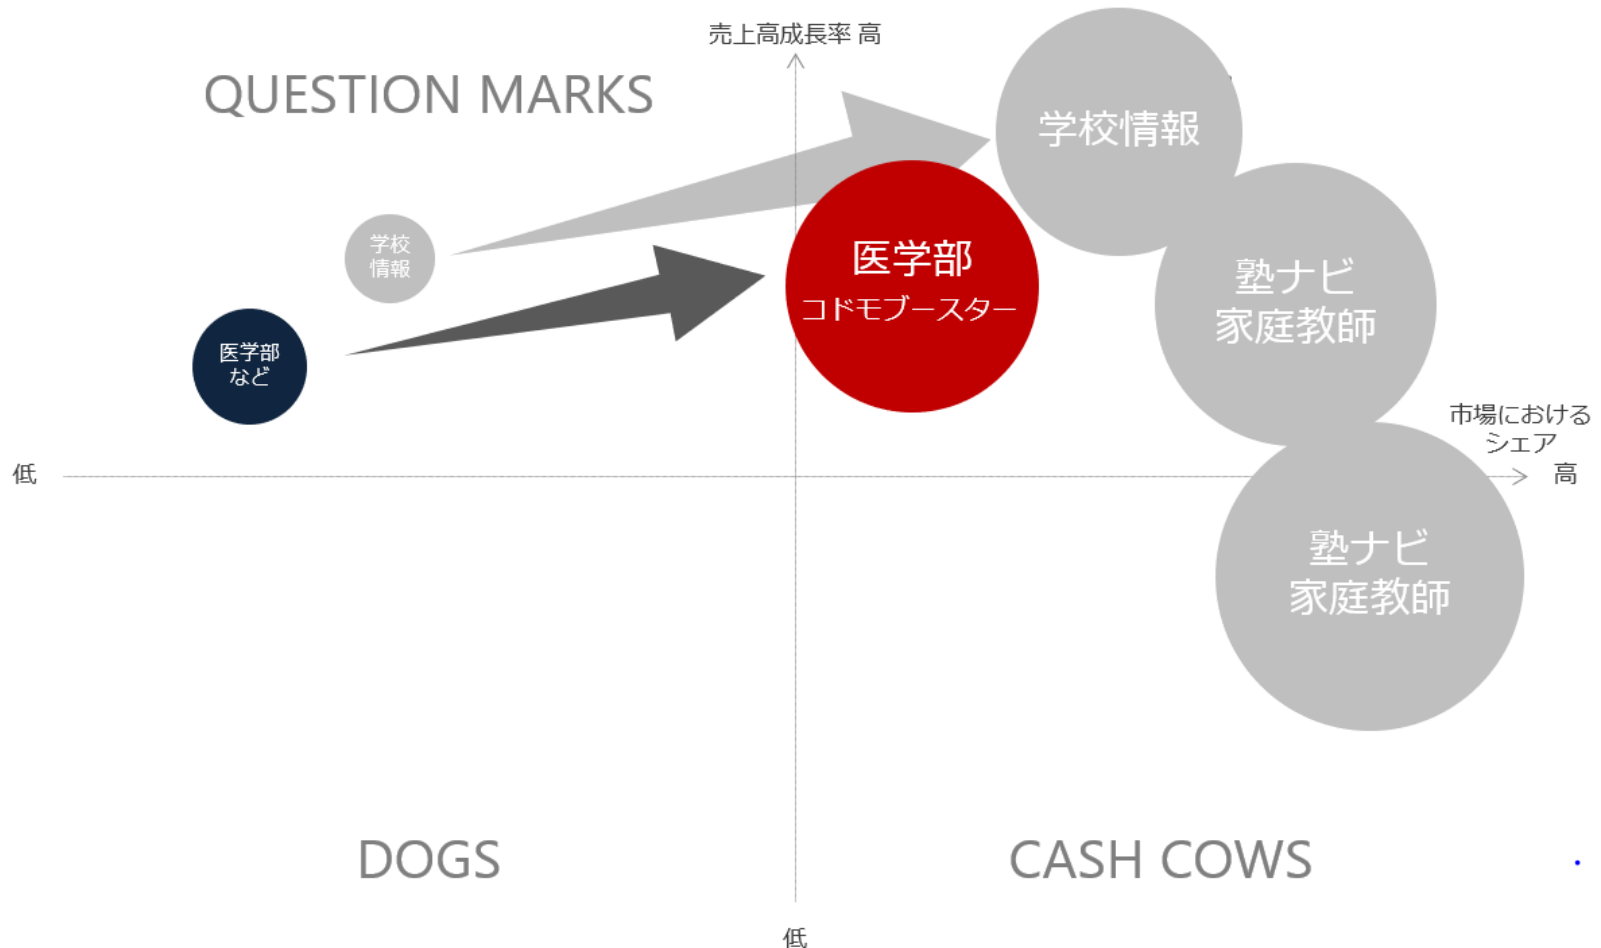 売上高成長率 高
QUESTION MARKS
学校情報
学校
情報
医学部
コドモブースター
塾ナビ
家庭教師
医学部
など
市場における
シェア
低
高
塾ナビ
家庭教師
DOGS
CASH COWS
低